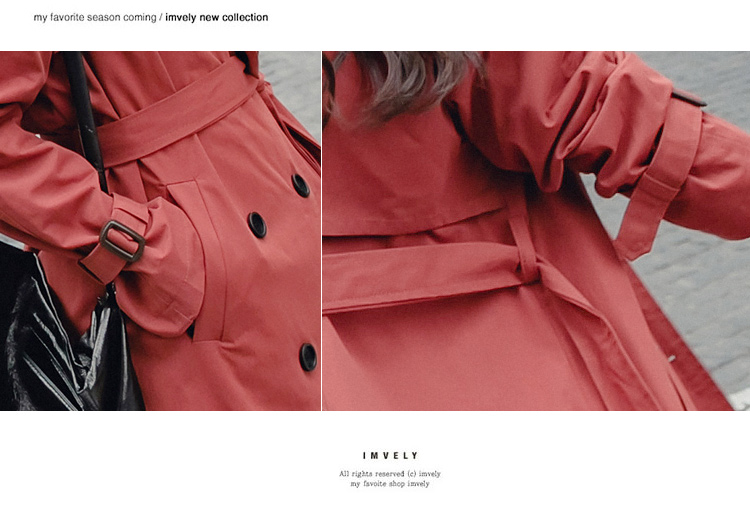 my favorite season coming / imvely new collection
IMVELY
All rights reserved (c) imvely
my favoite shop imvely